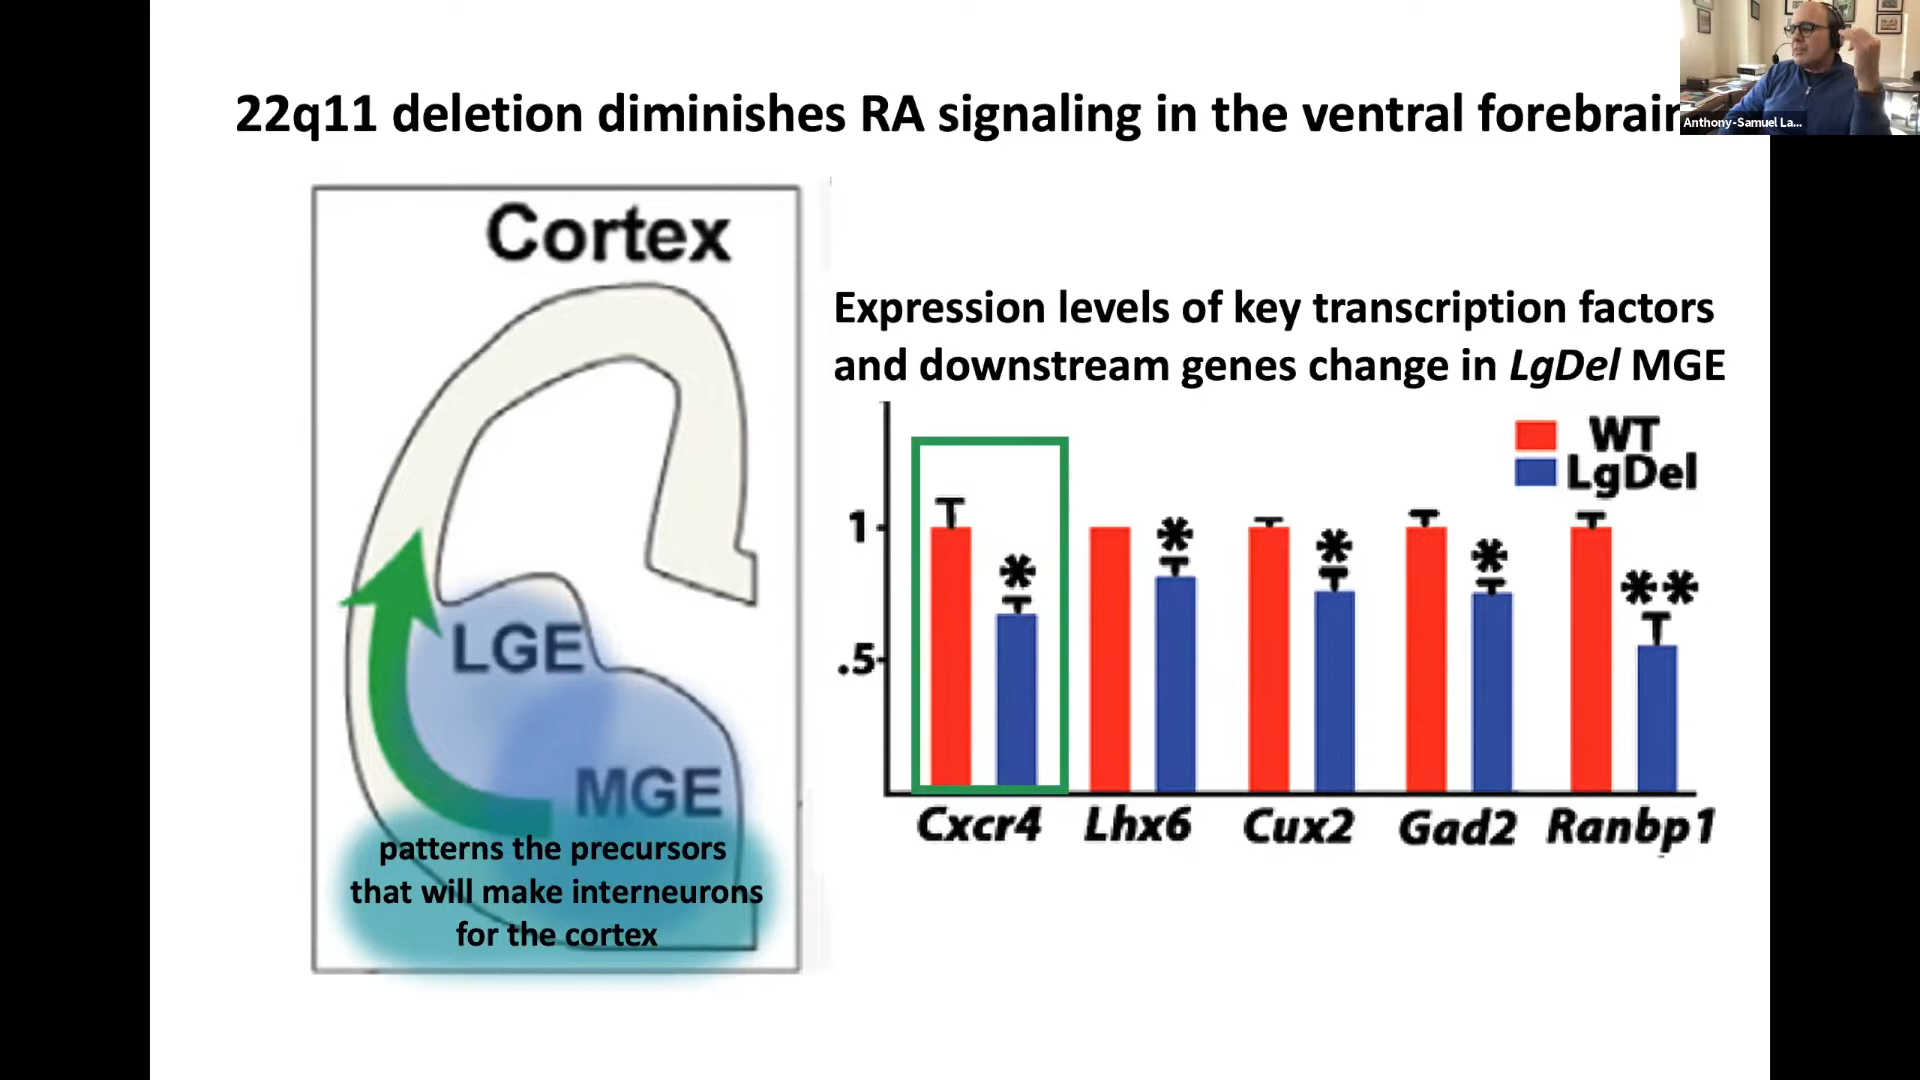 22q11 deletion diminishes RA signaling in the ventral forebrain
Anthony-Samuel La...
Cortex
LGE
MGE
patterns the precursors
that will make interneurons
for the cortex
Expression levels of key transcription factors
and downstream genes change in LgDel MGE
WT
LgDel
1
.5
* * * * **
Cxcr4 Lhx6 Cux2 Gad2 Ranbp1